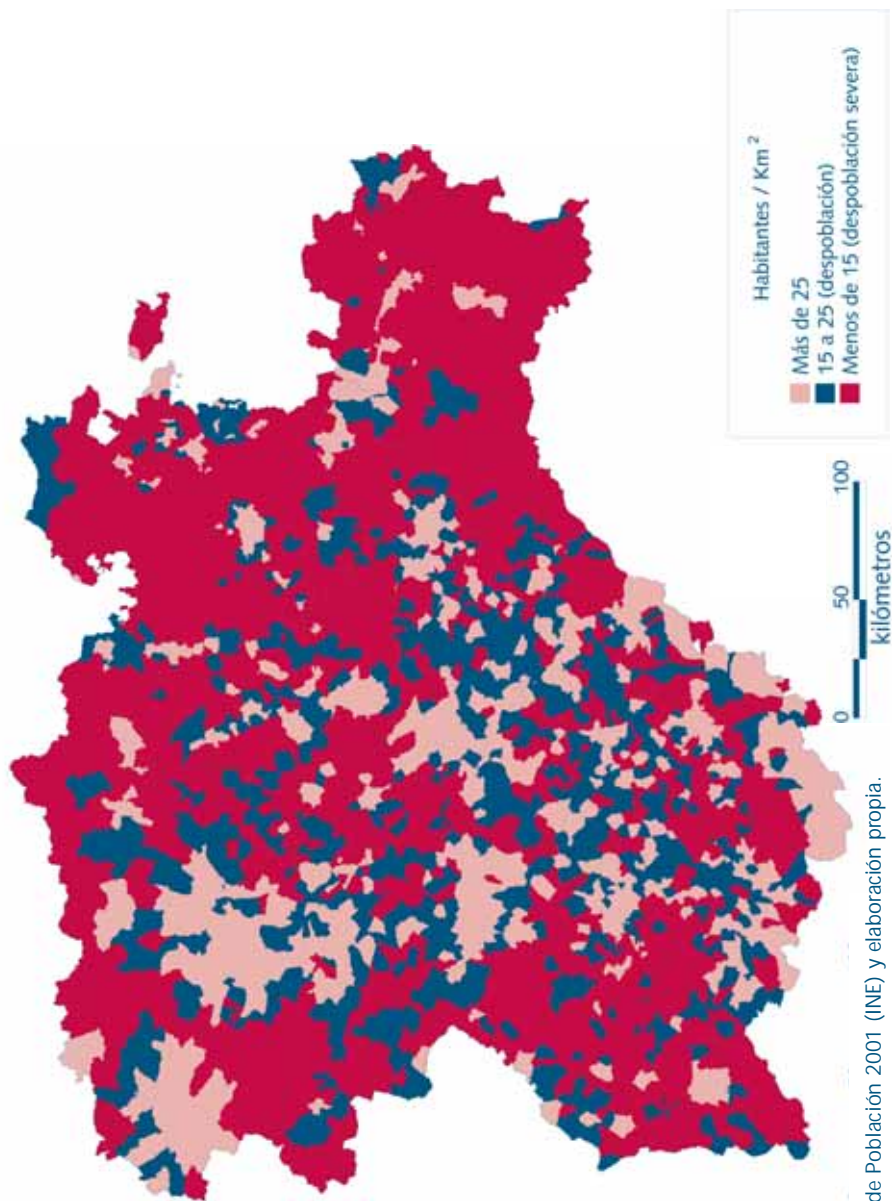 Habitantes / Km²
Más de 25
15 a 25 (despoblación)
Menos de 15 (despoblación severa)
0 50 100
kilómetros
de Población 2001 (INE) y elaboración propia.